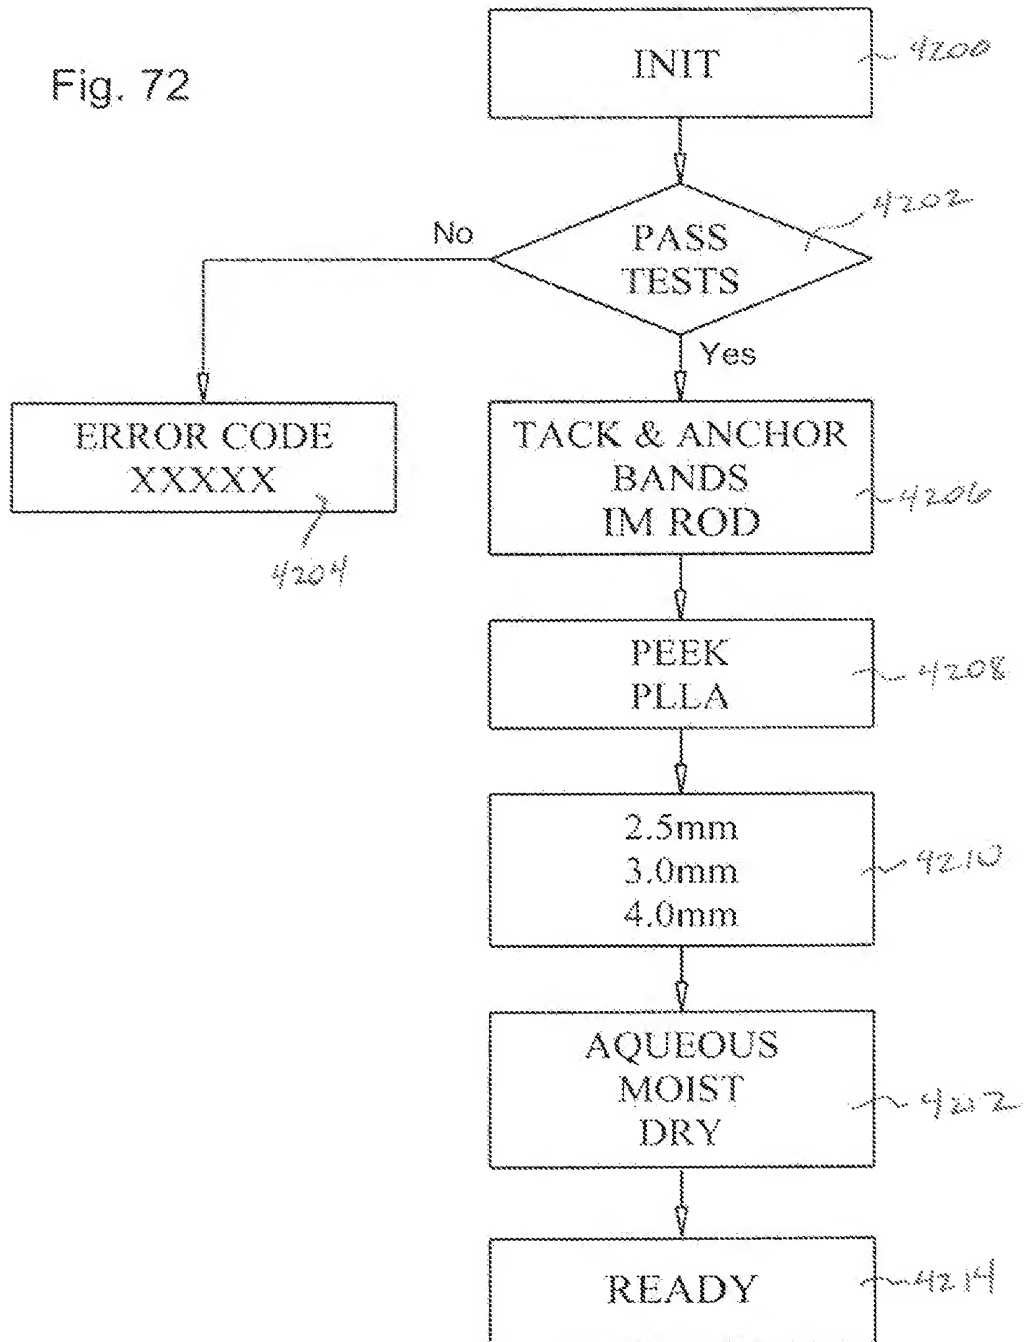 Fig. 72
INIT
4200
PASS
TESTS
4202
No
Yes
ERROR CODE
XXXXX
4204
TACK & ANCHOR
BANDS
IM ROD
4206
PEEK
PLLA
4208
2.5mm
3.0mm
4.0mm
4210
AQUEOUS
MOIST
DRY
4212
READY
4214